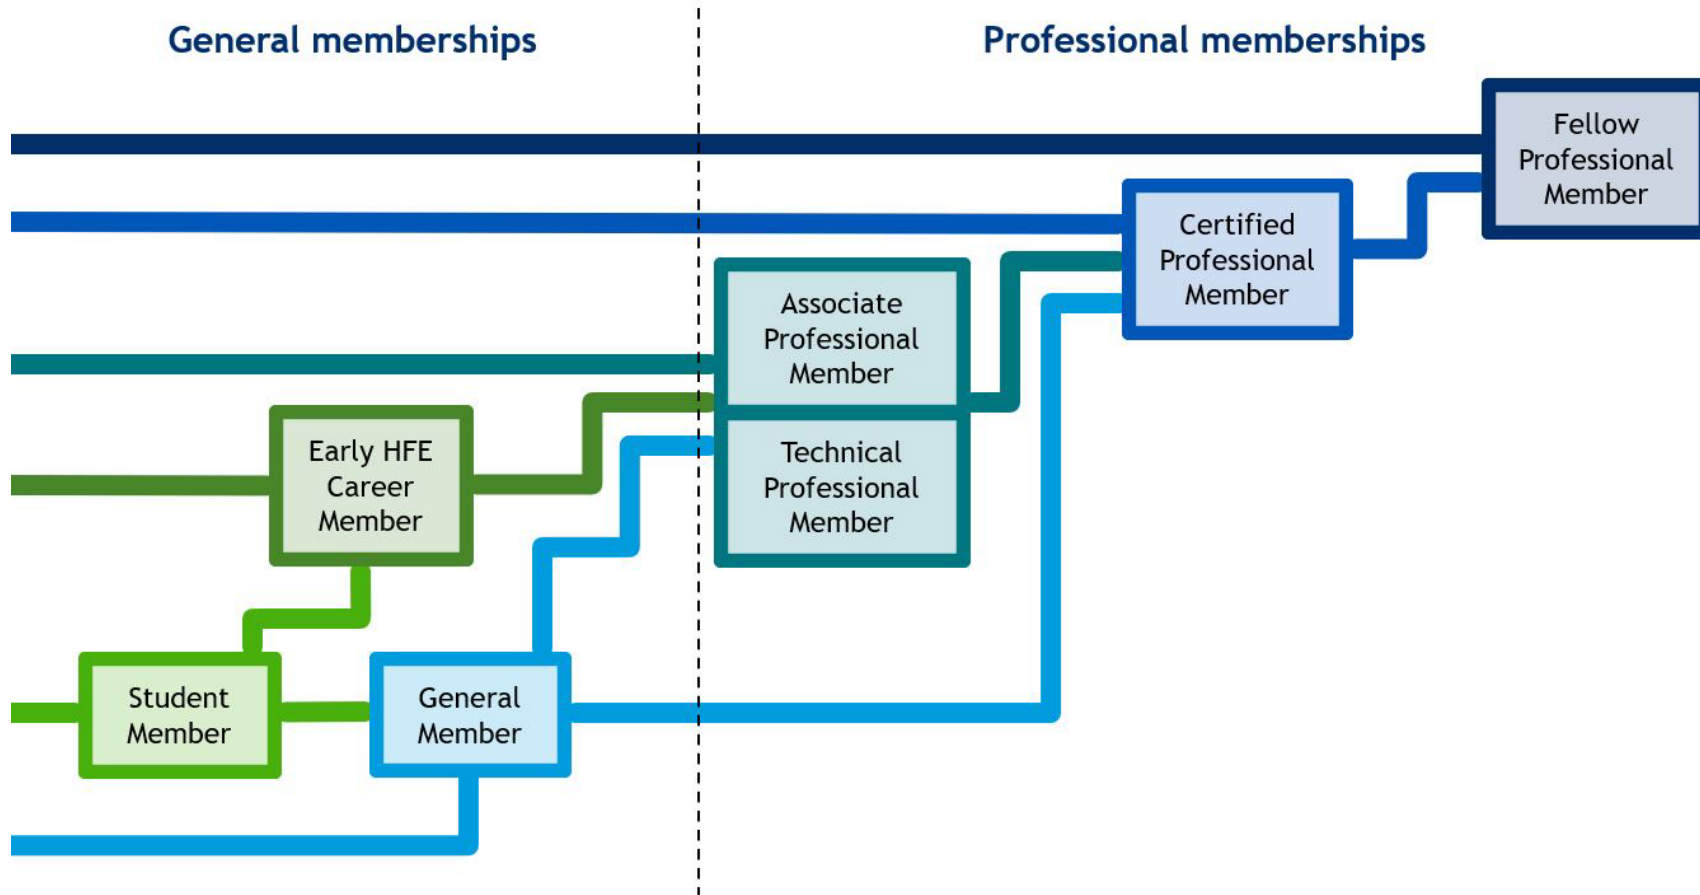 General memberships
Professional memberships
Fellow
Professional
Member
Certified
Professional
Member
Associate
Professional
Member
Early HFE
Career
Member
Technical
Professional
Member
Student
Member
General
Member